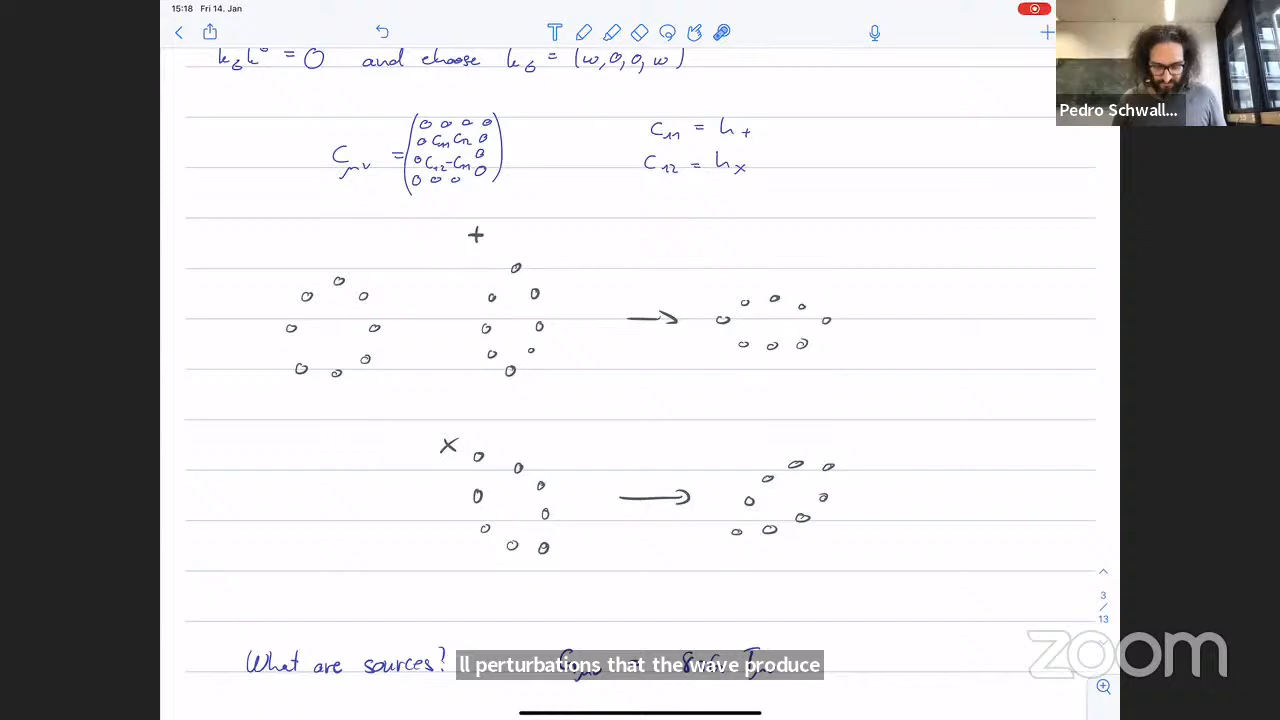 15:18 Fri 14. Jan
Pedro Schwall...
and choose k_σ = (ω, 0, 0, ω)
C_μν = (0 0 0 0
0 C₁₁ C₁₂ 0
0 C₁₂ -C₁₁ 0
0 0 0 0)
C₁₁ = h₊
C₁₂ = hₓ
+
→
×
→
3
/
13
What are sources?
ll perturbations that the wave produce
zoom